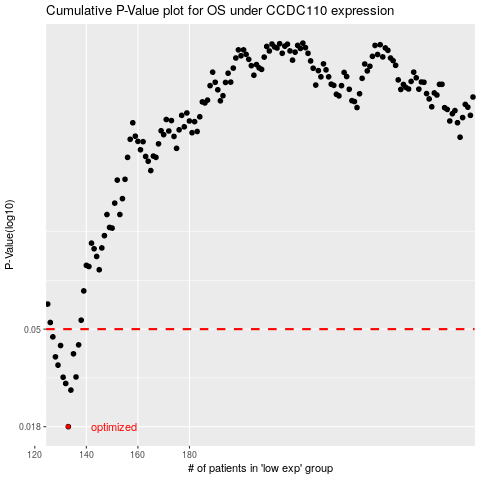 Cumulative P-Value plot for OS under CCDC110 expression
P-Value(log10)
0.05
0.018
optimized
120 140 160 180
# of patients in 'low exp' group